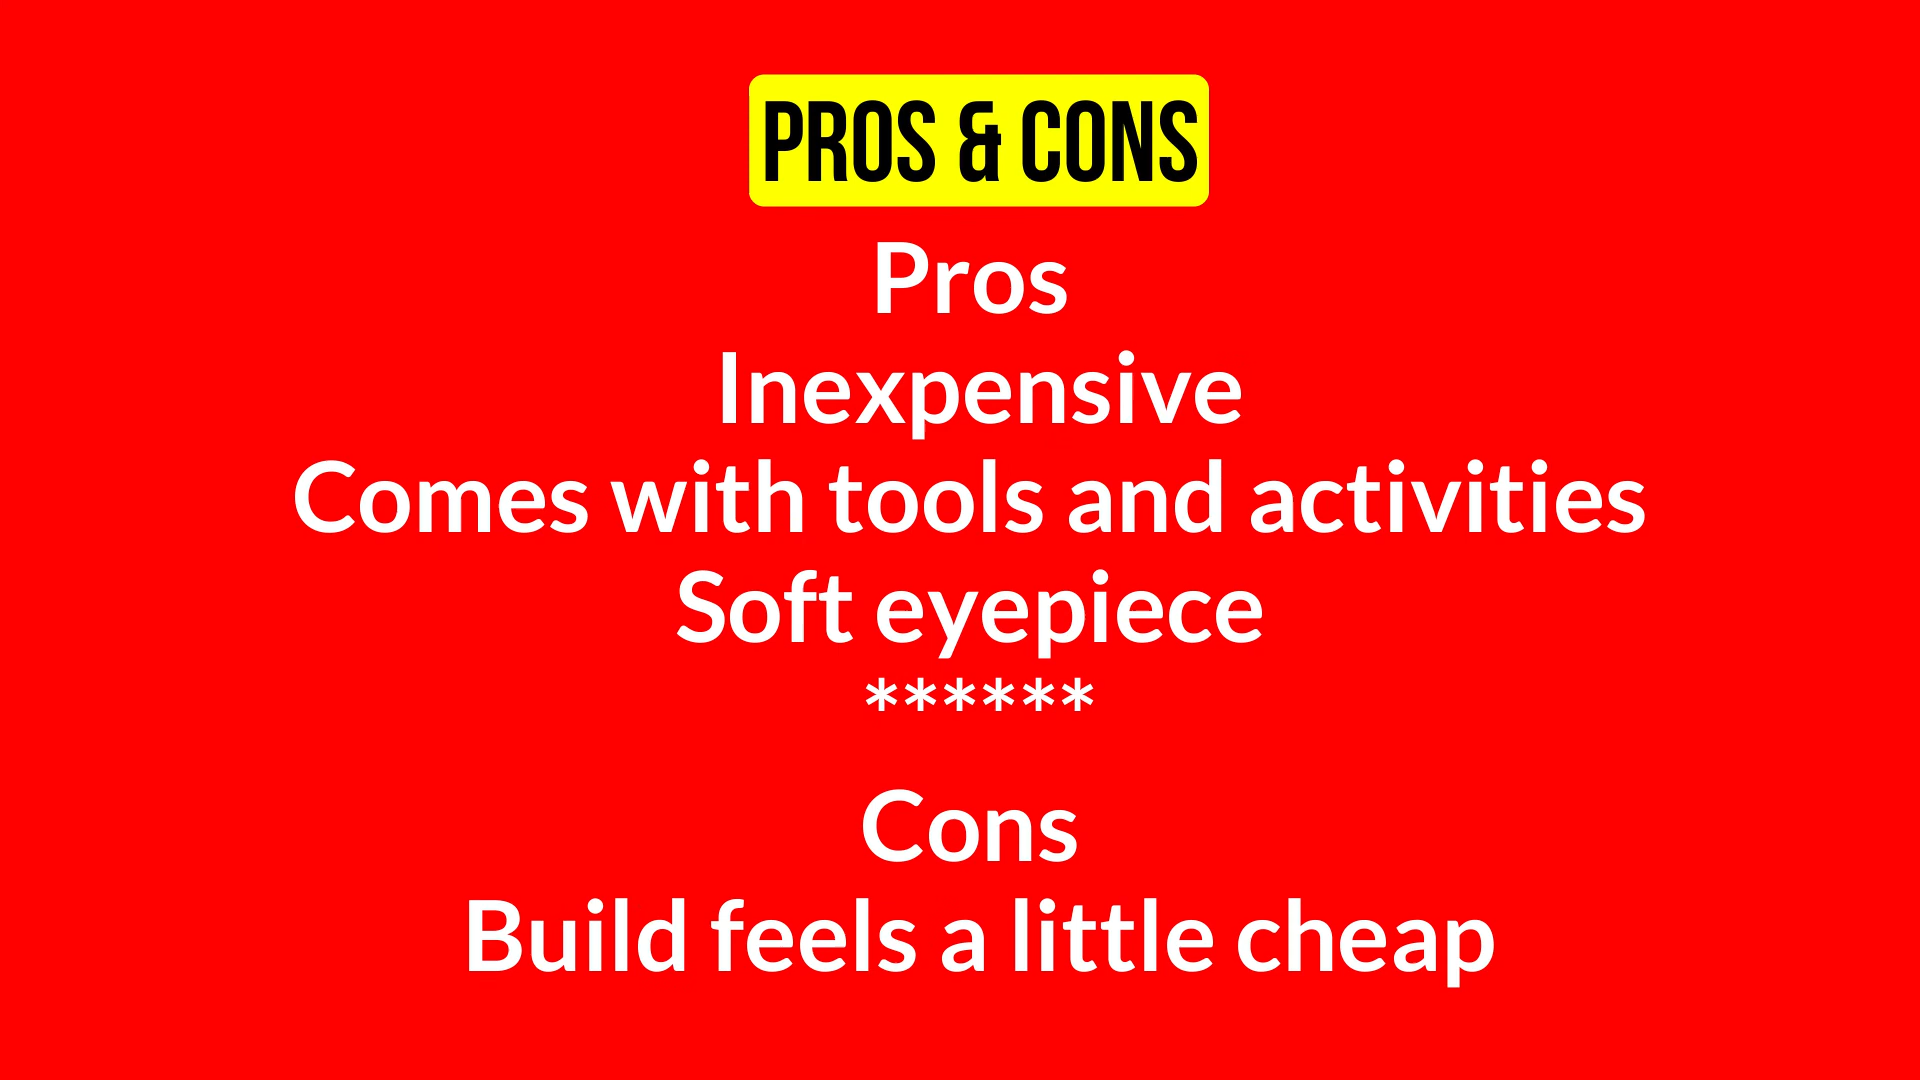 PROS & CONS
Pros
Inexpensive
Comes with tools and activities
Soft eyepiece
******
Cons
Build feels a little cheap